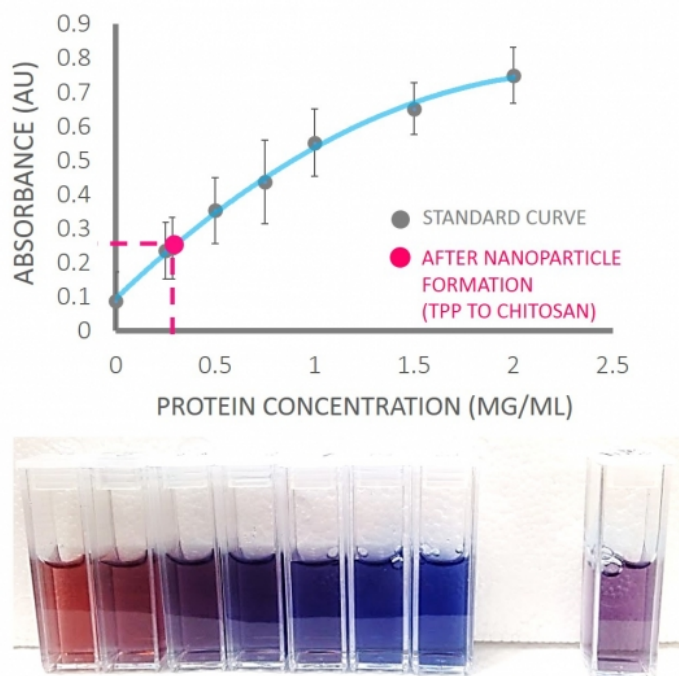 0.9
0.8
0.7
0.6
0.5
0.4
0.3
0.2
0.1
0
ABSORBANCE (AU)
STANDARD CURVE
AFTER NANOPARTICLE
FORMATION
(TPP TO CHITOSAN)
0 0.5 1 1.5 2 2.5
PROTEIN CONCENTRATION (MG/ML)